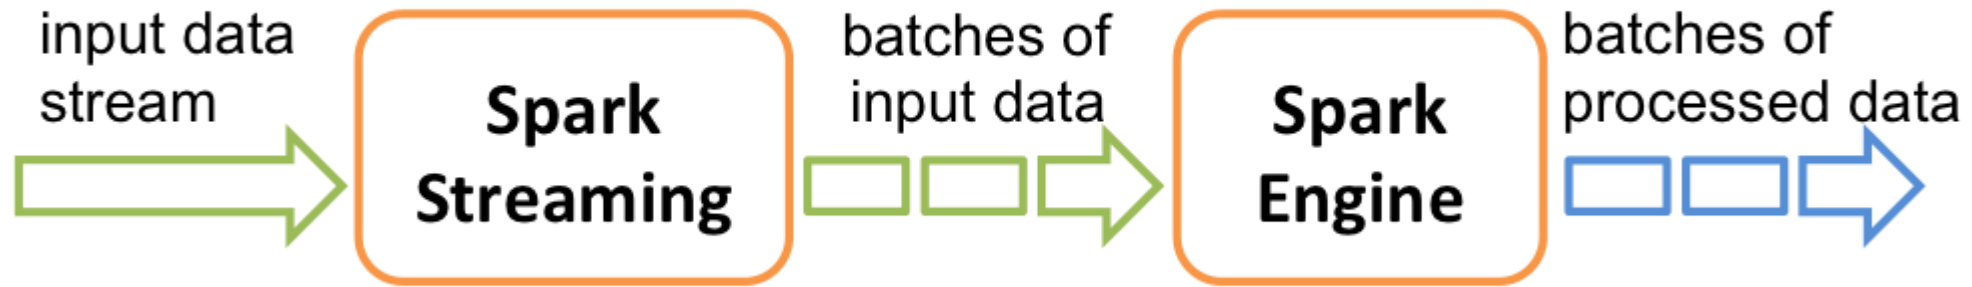 input data
stream
Spark
Streaming
batches of
input data
Spark
Engine
batches of
processed data